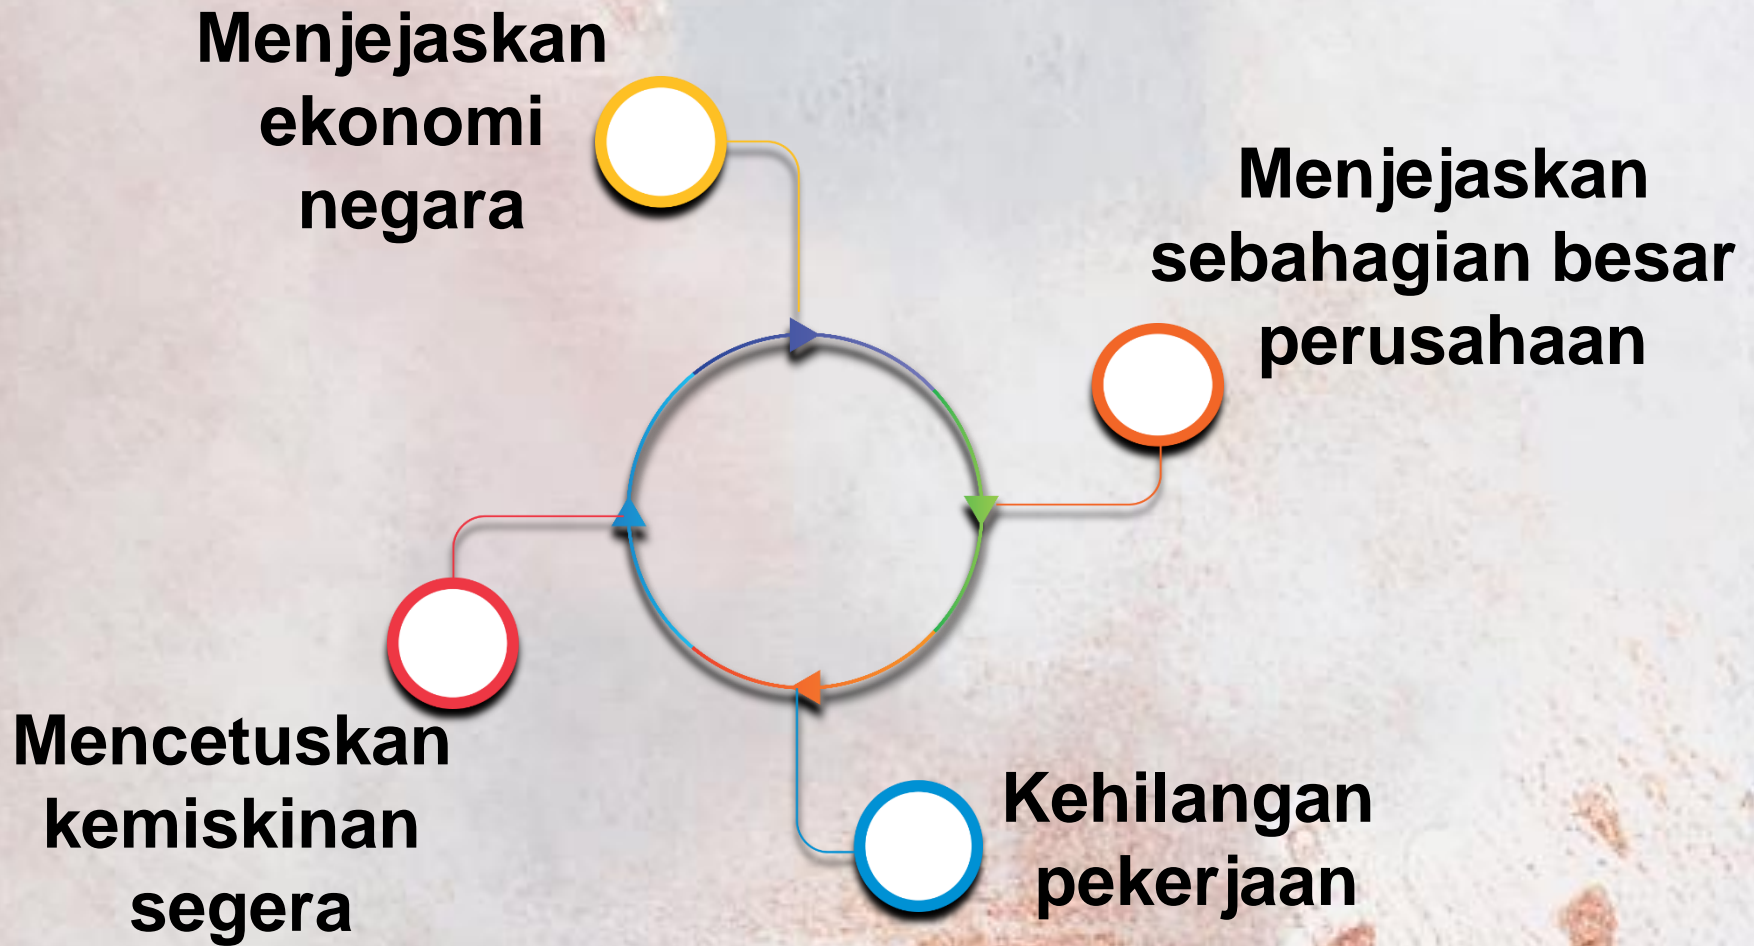 Menjejaskan
ekonomi
negara
Menjejaskan
sebahagian besar
perusahaan
Kehilangan
pekerjaan
Mencetuskan
kemiskinan
segera